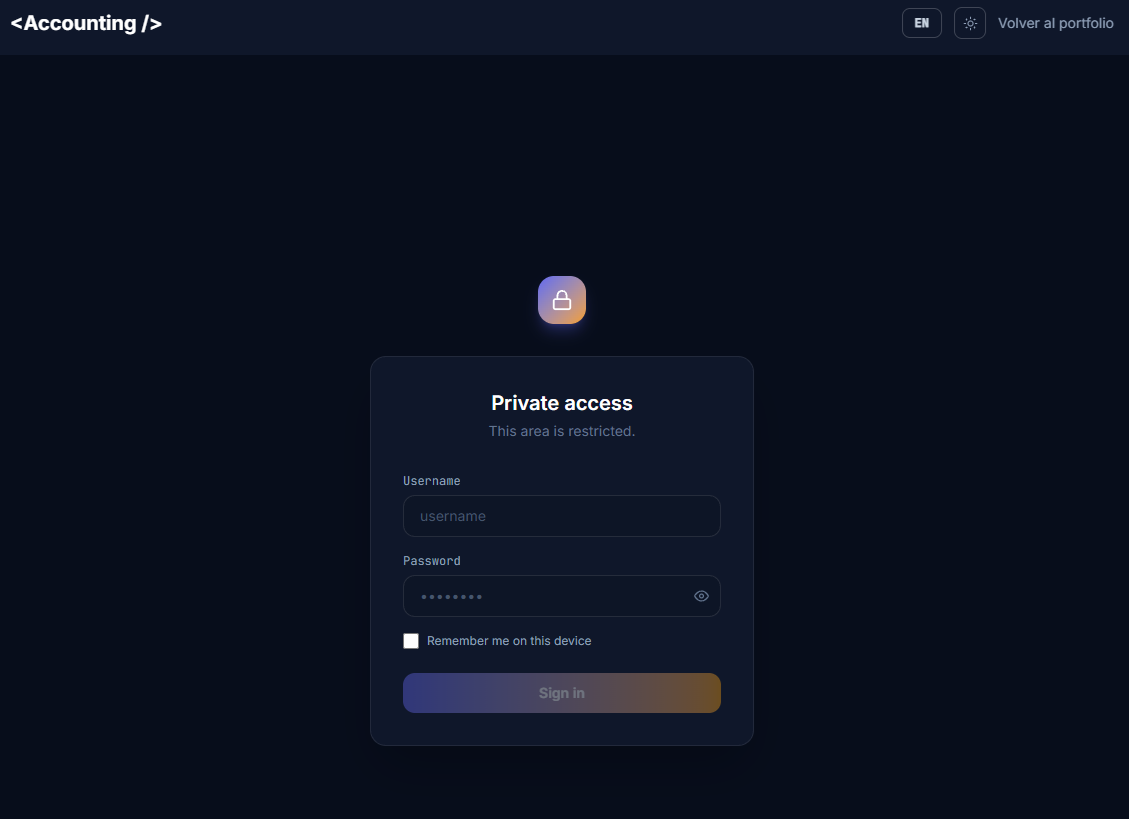 <Accounting />
EN
Volver al portfolio
Private access
This area is restricted.
Username
username
Password
••••••••
Remember me on this device
Sign in